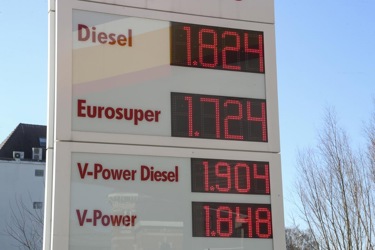 Diesel 1.824
Eurosuper 1.724
V-Power Diesel 1.904
V-Power 1.848